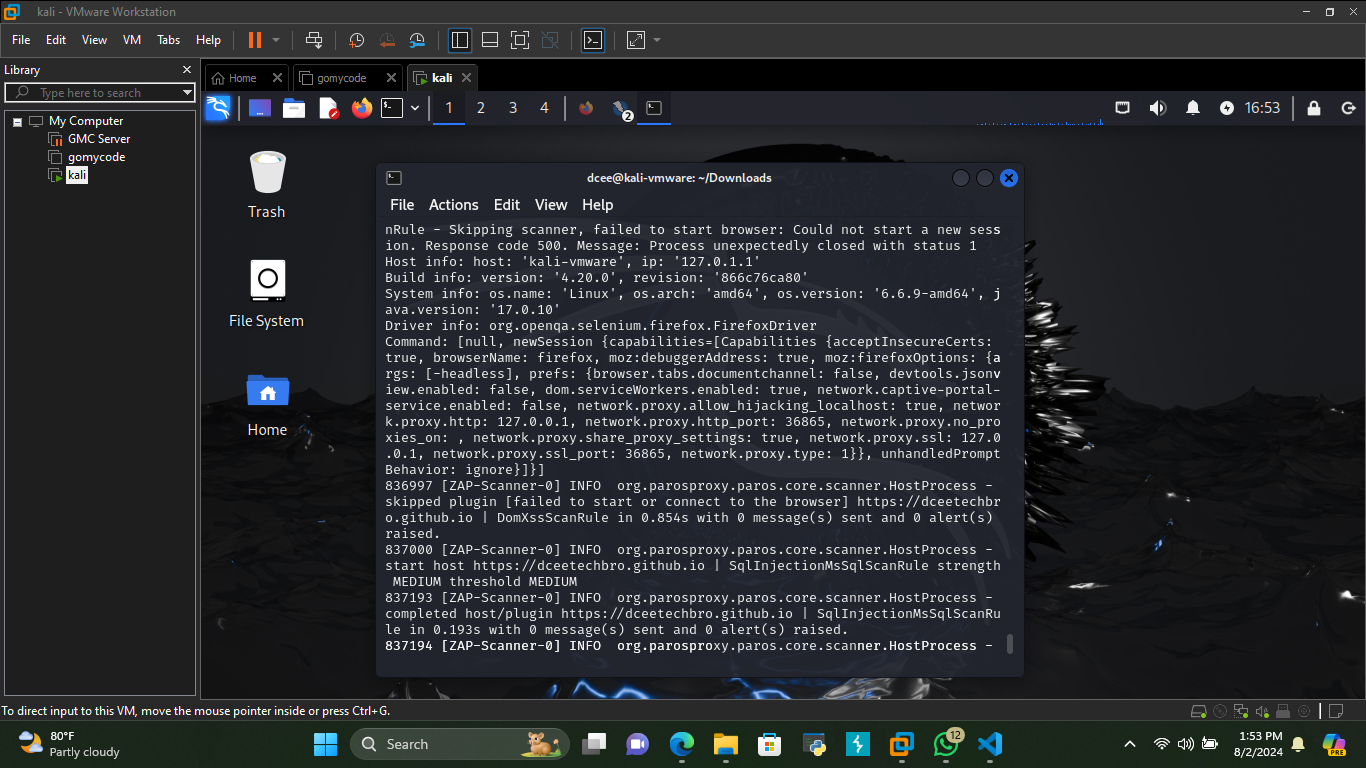 kali - VMware Workstation
File Edit View VM Tabs Help
Library
Type here to search
My Computer
GMC Server
gomycode
kali
Home
gomycode
kali
1 2 3 4
2
16:53
Trash
File System
Home
dcee@kali-vmware: ~/Downloads
File Actions Edit View Help
nRule - Skipping scanner, failed to start browser: Could not start a new sess
ion. Response code 500. Message: Process unexpectedly closed with status 1
Host info: host: 'kali-vmware', ip: '127.0.1.1'
Build info: version: '4.20.0', revision: '866c76ca80'
System info: os.name: 'Linux', os.arch: 'amd64', os.version: '6.6.9-amd64', j
ava.version: '17.0.10'
Driver info: org.openqa.selenium.firefox.FirefoxDriver
Command: [null, newSession {capabilities=[Capabilities {acceptInsecureCerts:
true, browserName: firefox, moz:debuggerAddress: true, moz:firefoxOptions: {a
rgs: [-headless], prefs: {browser.tabs.documentchannel: false, devtools.jsonv
iew.enabled: false, dom.serviceWorkers.enabled: true, network.captive-portal-
service.enabled: false, network.proxy.allow_hijacking_localhost: true, networ
k.proxy.http: 127.0.0.1, network.proxy.http_port: 36865, network.proxy.no_pro
xies_on: , network.proxy.share_proxy_settings: true, network.proxy.ssl: 127.0
.0.1, network.proxy.ssl_port: 36865, network.proxy.type: 1}}, unhandledPrompt
Behavior: ignore}]}]
836997 [ZAP-Scanner-0] INFO  org.parosproxy.paros.core.scanner.HostProcess -
skipped plugin [failed to start or connect to the browser] https://dceetechbr
o.github.io | DomXssScanRule in 0.854s with 0 message(s) sent and 0 alert(s)
raised.
837000 [ZAP-Scanner-0] INFO  org.parosproxy.paros.core.scanner.HostProcess -
start host https://dceetechbro.github.io | SqlInjectionMsSqlScanRule strength
MEDIUM threshold MEDIUM
837193 [ZAP-Scanner-0] INFO  org.parosproxy.paros.core.scanner.HostProcess -
completed host/plugin https://dceetechbro.github.io | SqlInjectionMsSqlScanRu
le in 0.193s with 0 message(s) sent and 0 alert(s) raised.
837194 [ZAP-Scanner-0] INFO  org.parosproxy.paros.core.scanner.HostProcess -
To direct input to this VM, move the mouse pointer inside or press Ctrl+G.
80°F
Partly cloudy
Search
12
1:53 PM
8/2/2024
PRE